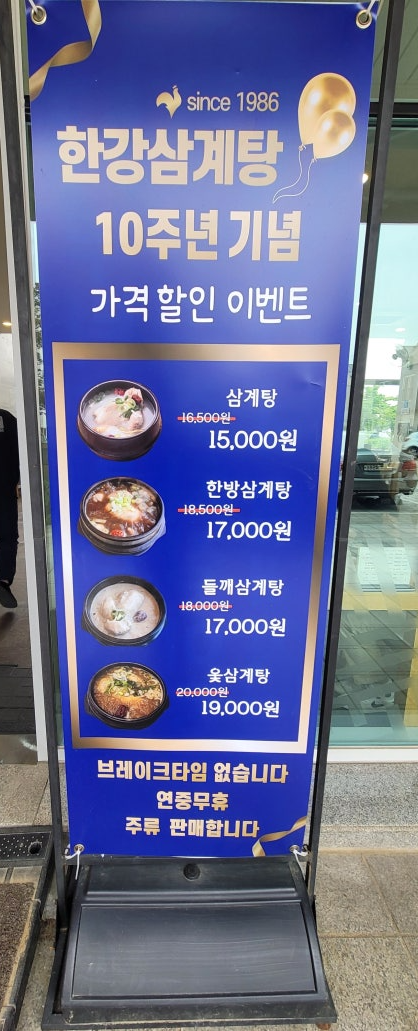 since 1986
한강삼계탕
10주년 기념
가격 할인 이벤트
삼계탕
16,500원
15,000원
한방삼계탕
18,500원
17,000원
들깨삼계탕
18,000원
17,000원
옻삼계탕
20,000원
19,000원
브레이크타임 없습니다
연중무휴
주류 판매합니다